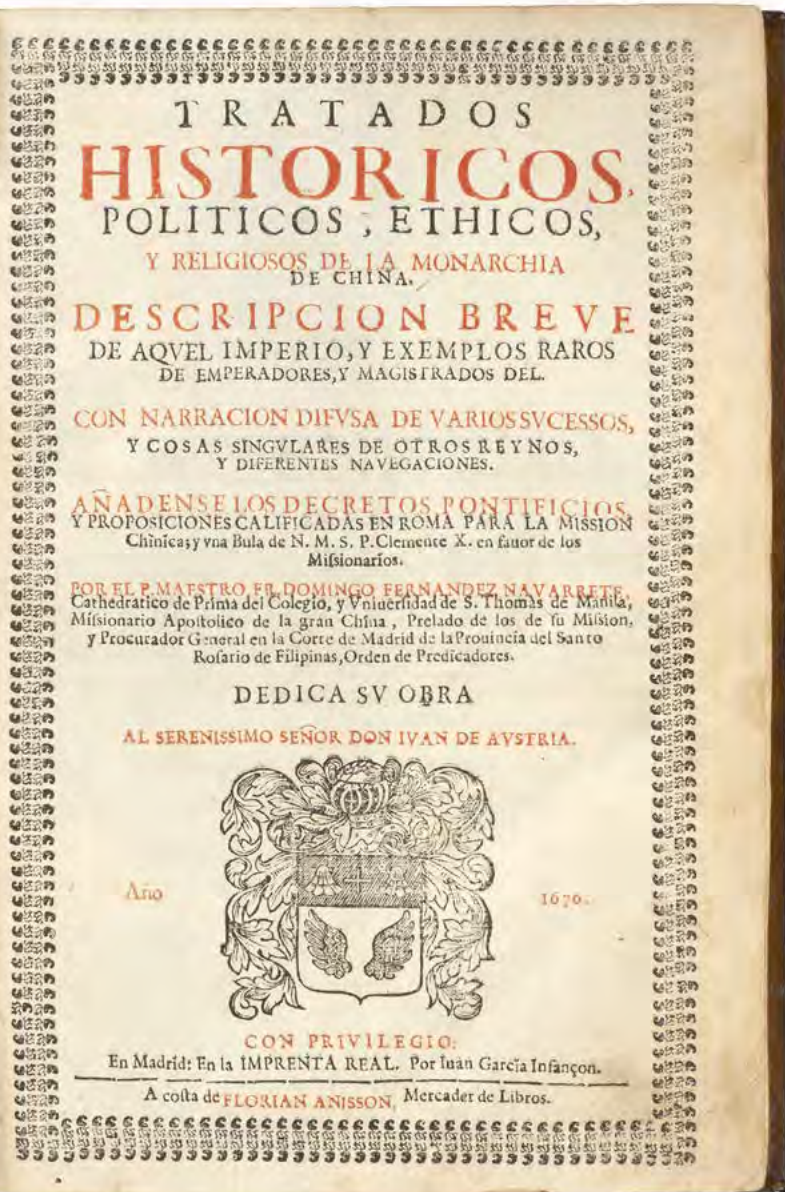 TRATADOS
HISTORICOS,
POLITICOS, ETHICOS,
Y RELIGIOSOS DE LA MONARCHIA
DE CHINA.
DESCRIPCION BREVE
DE AQVEL IMPERIO, Y EXEMPLOS RAROS
DE EMPERADORES, Y MAGISTRADOS DEL.
CON NARRACION DIFVSA DE VARIOS SVCESSOS,
Y COSAS SINGVLARES DE OTROS REYNOS,
Y DIFERENTES NAVEGACIONES.
AÑADENSE LOS DECRETOS PONTIFICIOS,
Y PROPOSICIONES CALIFICADAS EN ROMA PARA LA MISSION
Chinica; y vna Bula de N. M. S. P. Clemente X. en fauor de los
Miſsionarios.
POR EL P. MAESTRO FR. DOMINGO FERNANDEZ NAVARRETE,
Cathedratico de Prima del Colegio, y Vniuerſidad de S. Thomàs de Manila,
Miſsionario Apoſtolico de la gran China, Prelado de los de ſu Miſsion,
y Procurador General en la Corte de Madrid de la Prouincia del Santo
Roſario de Filipinas, Orden de Predicadores.
DEDICA SV OBRA
AL SERENISSIMO SEÑOR DON IVAN DE AVSTRIA.
Año 1676.
CON PRIVILEGIO:
En Madrid: En la IMPRENTA REAL. Por Iuan Garcia Infançon.
A coſta de FLORIAN ANISSON, Mercader de Libros.